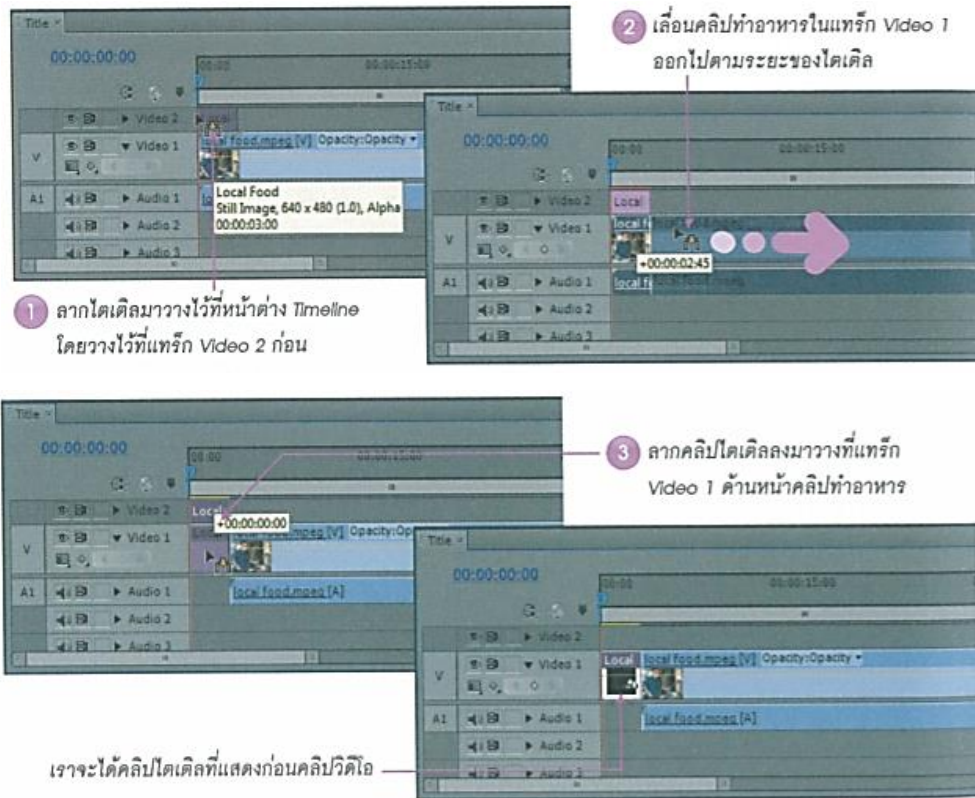 Title ×
00:00:00:00
00:00
00:00:15:00
Video 2
Local
V
Video 1
local food.mpeg [V] Opacity:Opacity
A1
Audio 1
Audio 2
Audio 3
Local Food
Still Image, 640 x 480 (1.0), Alpha
00:00:03:00
1 ลากไตเติลมาวางไว้ที่หน้าต่าง Timeline
โดยวางไว้ที่แทร็ก Video 2 ก่อน
2 เลื่อนคลิปทำอาหารในแทร็ก Video 1
ออกไปตามระยะของไตเติล
Title ×
00:00:00:00
00:00
00:00:15:00
Video 2
Local
V
Video 1
local f
+00:00:02:45
A1
Audio 1
local f
Audio 2
Audio 3
Title ×
00:00:00:00
00:00
00:00:15:00
Video 2
Local
+00:00:00:00
V
Video 1
local food.mpeg [V] Opacity:Op
A1
Audio 1
local food.mpeg [A]
Audio 2
Audio 3
3 ลากคลิปไตเติลลงมาวางที่แทร็ก
Video 1 ด้านหน้าคลิปทำอาหาร
Title ×
00:00:00:00
00:00
00:00:15:00
Video 2
V
Video 1
Local
local food.mpeg [V] Opacity:Opacity
A1
Audio 1
local food.mpeg [A]
Audio 2
Audio 3
เราจะได้คลิปไตเติลที่แสดงก่อนคลิปวิดีโอ